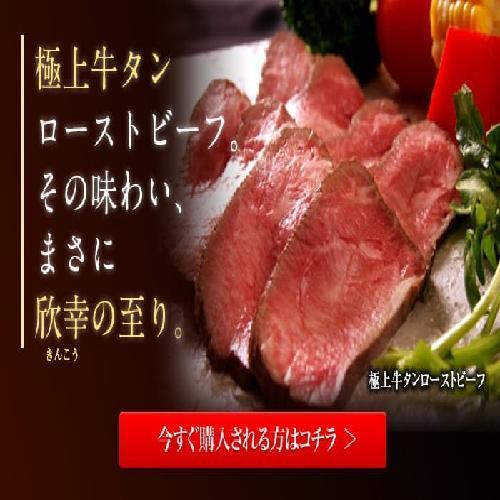 極上牛タン
ローストビーフ。
その味わい、
まさに
欣幸の至り。
きんこう
極上牛タンローストビーフ
今すぐ購入される方はコチラ >